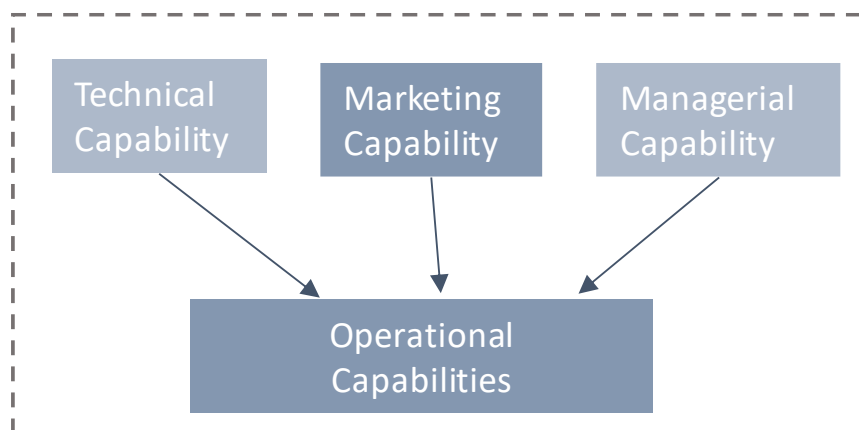 Technical
Capability
Marketing
Capability
Managerial
Capability
Operational
Capabilities